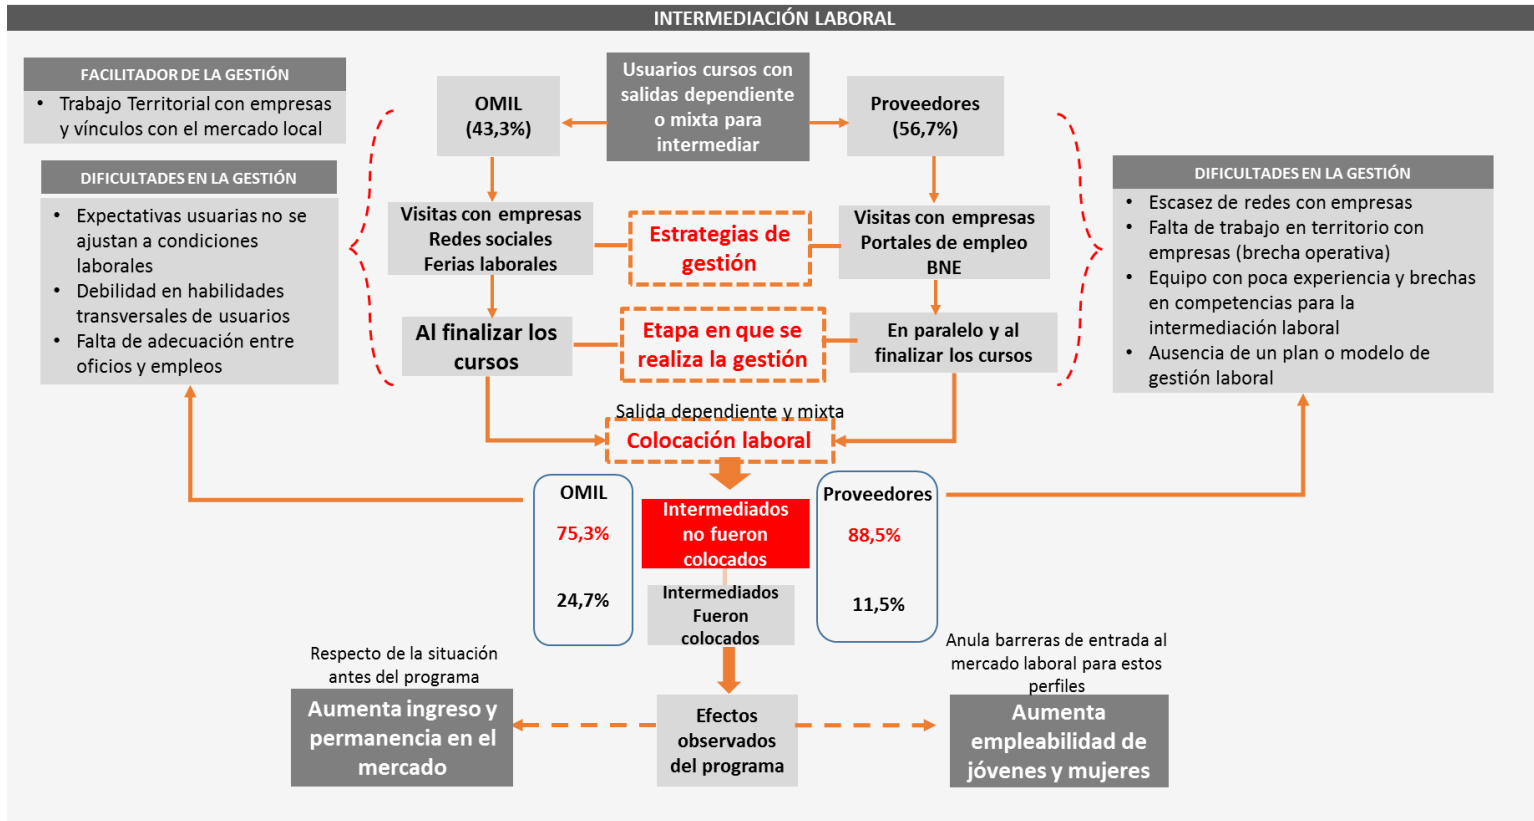 INTERMEDIACIÓN LABORAL
FACILITADOR DE LA GESTIÓN
• Trabajo Territorial con empresas
y vínculos con el mercado local
DIFICULTADES EN LA GESTIÓN
• Expectativas usuarias no se
ajustan a condiciones
laborales
• Debilidad en habilidades
transversales de usuarios
• Falta de adecuación entre
oficios y empleos
OMIL
(43,3%)
Usuarios cursos con
salidas dependiente
o mixta para
intermediar
Proveedores
(56,7%)
Visitas con empresas
Redes sociales
Ferias laborales
Estrategias de
gestión
Visitas con empresas
Portales de empleo
BNE
Al finalizar los
cursos
Etapa en que se
realiza la gestión
En paralelo y al
finalizar los cursos
DIFICULTADES EN LA GESTIÓN
• Escasez de redes con empresas
• Falta de trabajo en territorio con
empresas (brecha operativa)
• Equipo con poca experiencia y brechas
en competencias para la
intermediación laboral
• Ausencia de un plan o modelo de
gestión laboral
Salida dependiente y mixta
Colocación laboral
OMIL
75,3%
24,7%
Intermediados
no fueron
colocados
Intermediados
Fueron
colocados
Proveedores
88,5%
11,5%
Respecto de la situación
antes del programa
Aumenta ingreso y
permanencia en el
mercado
Efectos
observados
del programa
Anula barreras de entrada al
mercado laboral para estos
perfiles
Aumenta
empleabilidad de
jóvenes y mujeres